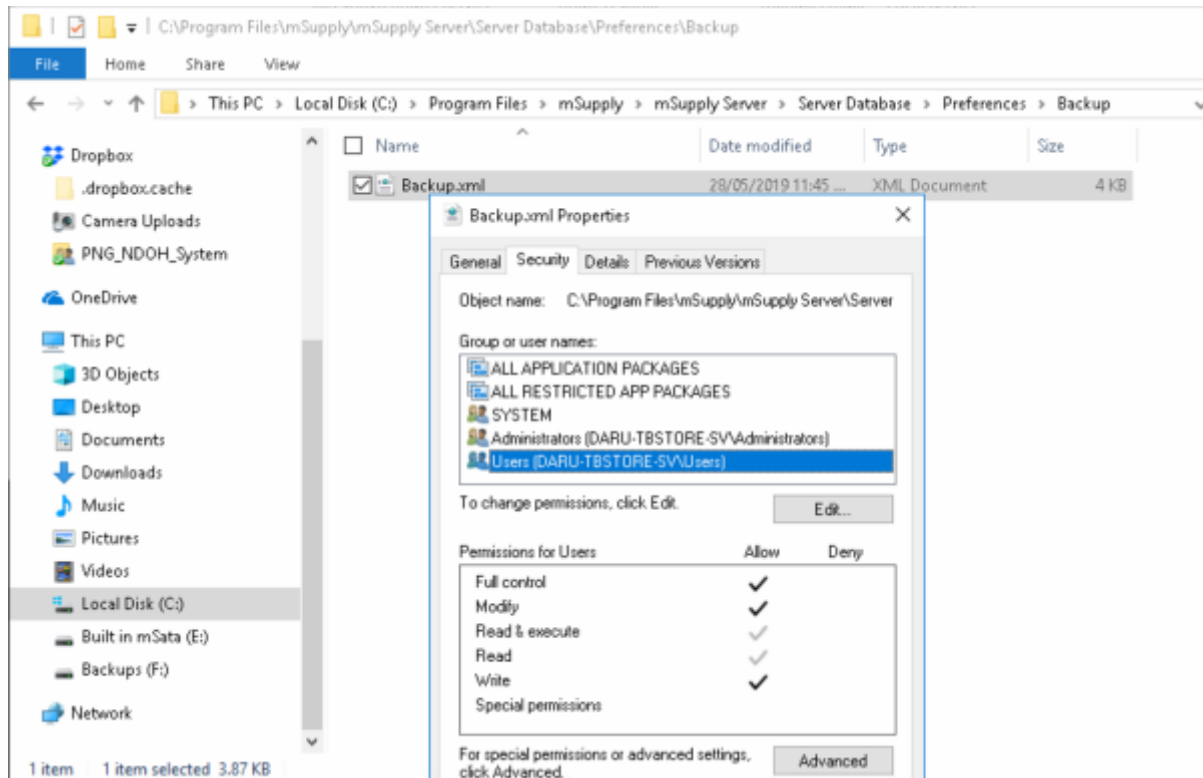 C:\Program Files\mSupply\mSupply Server\Server Database\Preferences\Backup
File Home Share View
This PC > Local Disk (C:) > Program Files > mSupply > mSupply Server > Server Database > Preferences > Backup
Name Date modified Type Size
Backup.xml 28/05/2019 11:45 ... XML Document 4 KB
Dropbox
.dropbox.cache
Camera Uploads
PNG_NDOH_System
OneDrive
This PC
3D Objects
Desktop
Documents
Downloads
Music
Pictures
Videos
Local Disk (C:)
Built in mSata (E:)
Backups (F:)
Network
1 item 1 item selected 3.87 KB
Backup.xml Properties
General Security Details Previous Versions
Object name: C:\Program Files\mSupply\mSupply Server\Server
Group or user names:
ALL APPLICATION PACKAGES
ALL RESTRICTED APP PACKAGES
SYSTEM
Administrators (DARU-TBSTORE-SV\Administrators)
Users (DARU-TBSTORE-SV\Users)
To change permissions, click Edit.
Edit...
Permissions for Users Allow Deny
Full control
Modify
Read & execute
Read
Write
Special permissions
For special permissions or advanced settings,
click Advanced.
Advanced